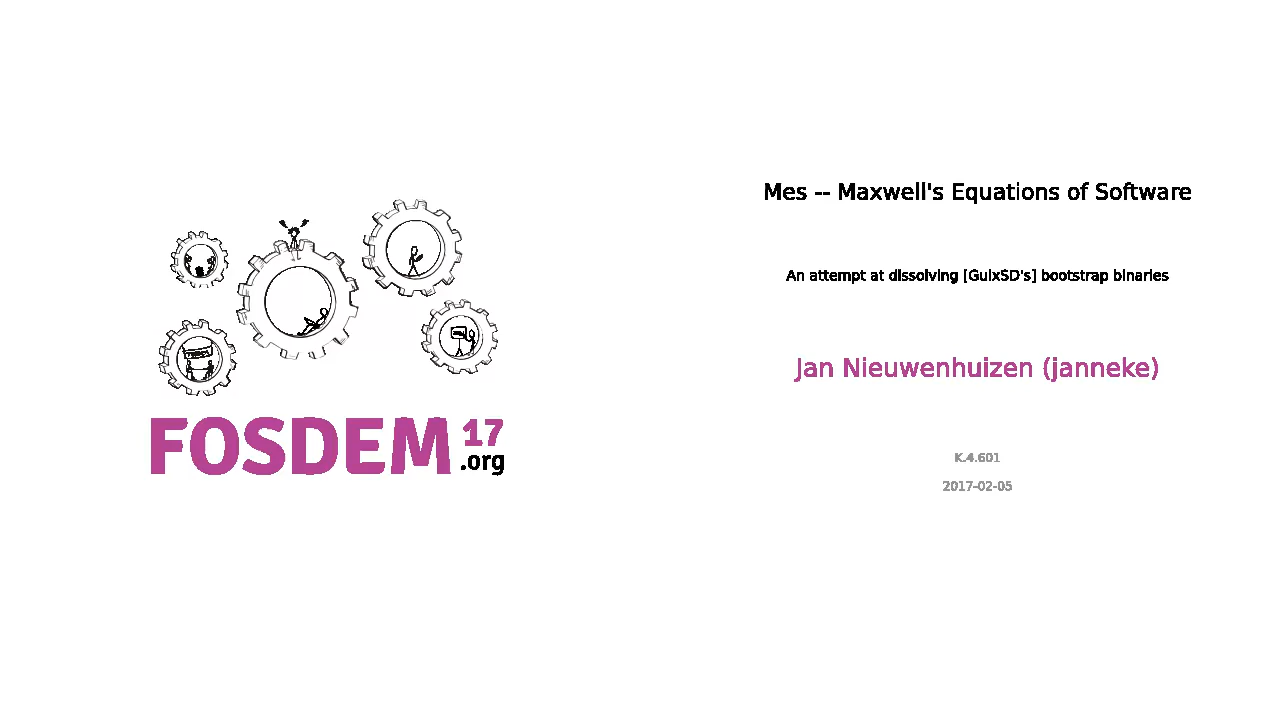 FOSDEM 17
.org
Mes -- Maxwell's Equations of Software
An attempt at dissolving [GuixSD's] bootstrap binaries
Jan Nieuwenhuizen (janneke)
K.4.601
2017-02-05